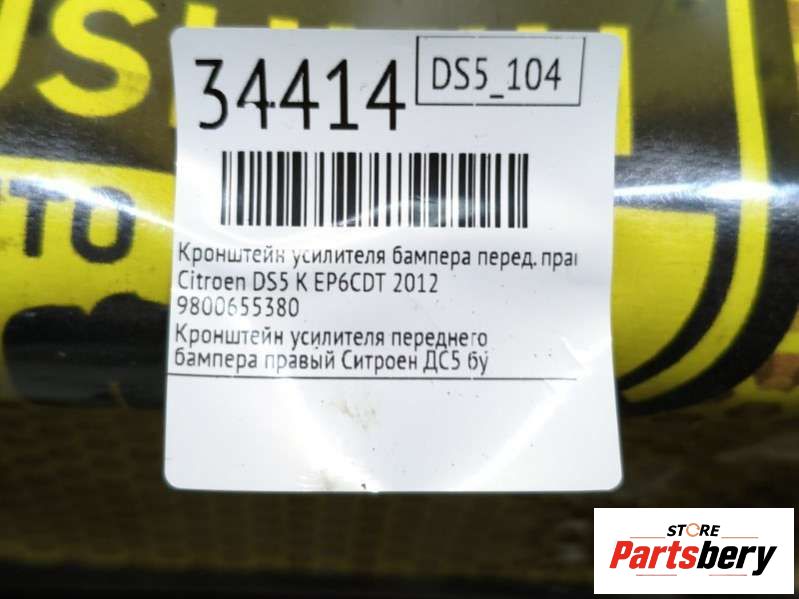 34414
DS5_104
Кронштейн усилителя бампера перед. пра
Citroen DS5 K EP6CDT 2012
9800655380
Кронштейн усилителя переднего
бампера правый Ситроен ДС5 бу
STORE
Partsbery